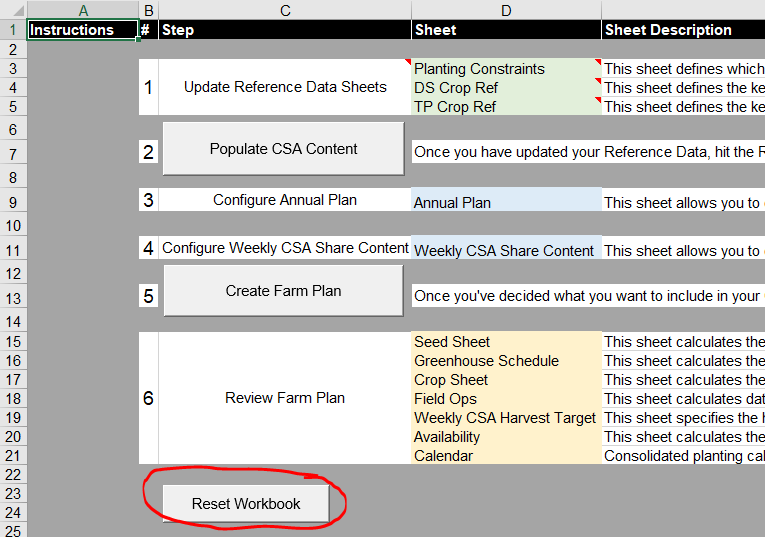 A B C D
1 Instructions # Step Sheet Sheet Description
2
3 Planting Constraints This sheet defines which
4 1 Update Reference Data Sheets DS Crop Ref This sheet defines the ke
5 TP Crop Ref This sheet defines the ke
6
7 2 Populate CSA Content Once you have updated your Reference Data, hit the R
8
9 3 Configure Annual Plan Annual Plan This sheet allows you to
10
11 4 Configure Weekly CSA Share Content Weekly CSA Share Content This sheet allows you to
12
13 5 Create Farm Plan Once you've decided what you want to include in your
14
15 Seed Sheet This sheet calculates the
16 Greenhouse Schedule This sheet calculates the
17 Crop Sheet This sheet calculates the
18 6 Review Farm Plan Field Ops This sheet calculates dat
19 Weekly CSA Harvest Target This sheet specifies the h
20 Availability This sheet calculates the
21 Calendar Consolidated planting cal
22
23 Reset Workbook
24
25